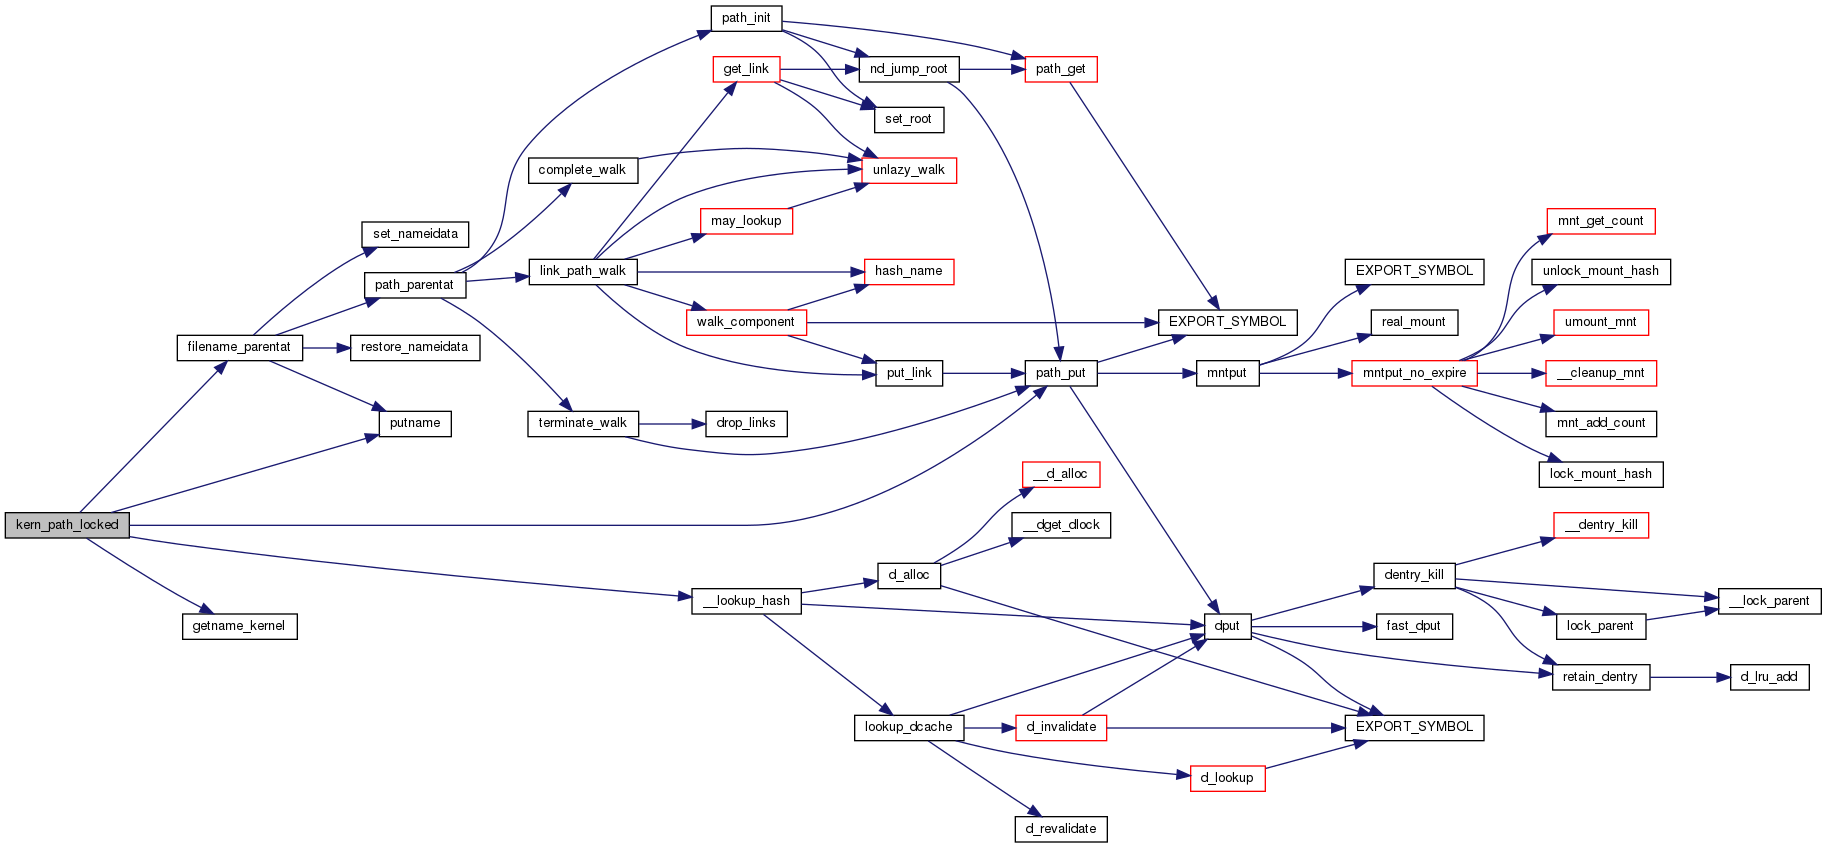 path_init
get_link
nd_jump_root
path_get
set_root
complete_walk
unlazy_walk
may_lookup
set_nameidata
mnt_get_count
link_path_walk
hash_name
EXPORT_SYMBOL
unlock_mount_hash
path_parentat
walk_component
EXPORT_SYMBOL
real_mount
umount_mnt
filename_parentat
restore_nameidata
put_link
path_put
mntput
mntput_no_expire
__cleanup_mnt
putname
terminate_walk
drop_links
mnt_add_count
__d_alloc
lock_mount_hash
kern_path_locked
__dget_dlock
__dentry_kill
d_alloc
dentry_kill
__lookup_hash
__lock_parent
getname_kernel
dput
fast_dput
lock_parent
retain_dentry
d_lru_add
lookup_dcache
d_invalidate
EXPORT_SYMBOL
d_lookup
d_revalidate